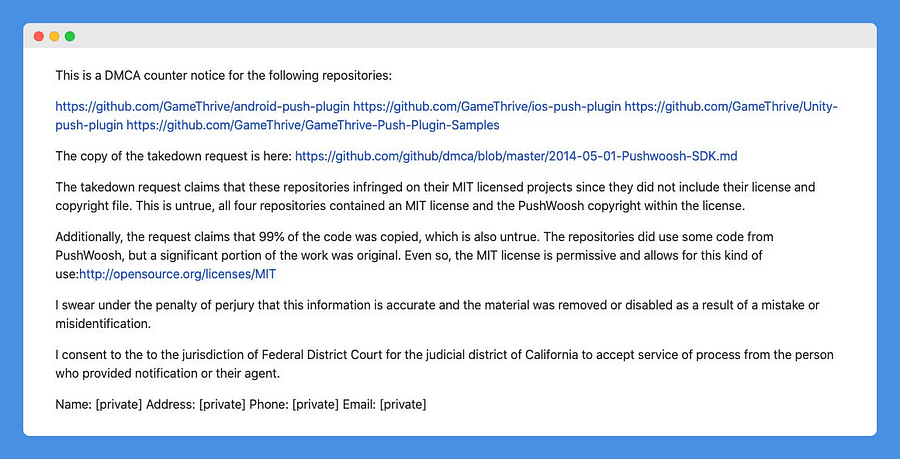 This is a DMCA counter notice for the following repositories:
https://github.com/GameThrive/android-push-plugin https://github.com/GameThrive/ios-push-plugin https://github.com/GameThrive/Unity-
push-plugin https://github.com/GameThrive/GameThrive-Push-Plugin-Samples
The copy of the takedown request is here: https://github.com/github/dmca/blob/master/2014-05-01-Pushwoosh-SDK.md
The takedown request claims that these repositories infringed on their MIT licensed projects since they did not include their license and
copyright file. This is untrue, all four repositories contained an MIT license and the PushWoosh copyright within the license.
Additionally, the request claims that 99% of the code was copied, which is also untrue. The repositories did use some code from
PushWoosh, but a significant portion of the work was original. Even so, the MIT license is permissive and allows for this kind of
use:http://opensource.org/licenses/MIT
I swear under the penalty of perjury that this information is accurate and the material was removed or disabled as a result of a mistake or
misidentification.
I consent to the to the jurisdiction of Federal District Court for the judicial district of California to accept service of process from the person
who provided notification or their agent.
Name: [private] Address: [private] Phone: [private] Email: [private]